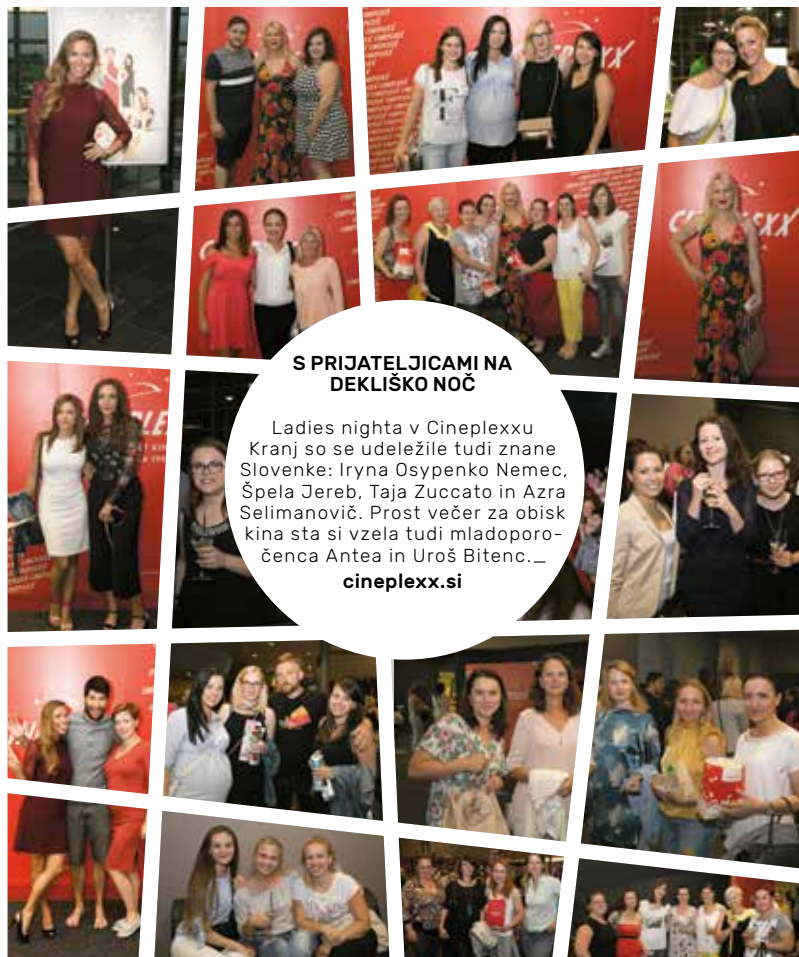 CINEPLEXX
CINEPLEXX
S PRIJATELJICAMI NA
DEKLIŠKO NOČ
Ladies nighta v Cineplexxu
Kranj so se udeležile tudi znane
Slovenke: Iryna Osypenko Nemec,
Špela Jereb, Taja Zuccato in Azra
Selimanovič. Prost večer za obisk
kina sta si vzela tudi mladoporo-
čenca Antea in Uroš Bitenc._
cineplexx.si